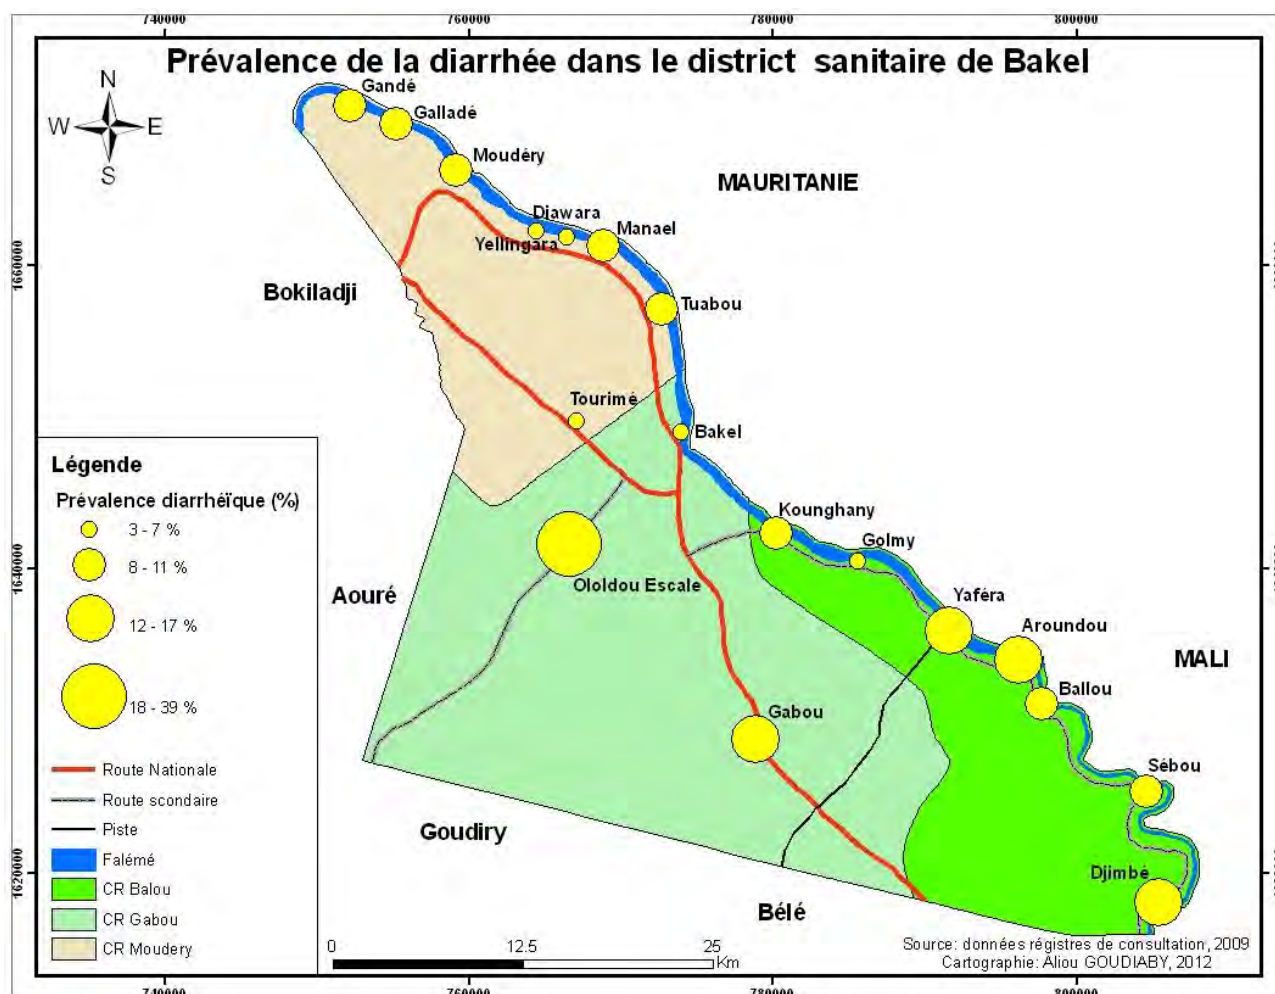 740000 760000 780000 800000
Prévalence de la diarrhée dans le district sanitaire de Bakel
N
W E
S
Gandé
Galladé
Moudéry
MAURITANIE
Diawara
Manael
Yellingara
1660000
Bokiladji
Tuabou
Tourimé
Bakel
Kounghany
Golmy
1640000
Ololdou Escale
Aouré
Yaféra
Aroundou
MALI
Ballou
Gabou
Sébou
Goudiry
1620000
Djimbé
Bélé
Légende
Prévalence diarrhéïque (%)
3 - 7 %
8 - 11 %
12 - 17 %
18 - 39 %
Route Nationale
Route scondaire
Piste
Falémé
CR Balou
CR Gabou
CR Moudery
0 12.5 25
Km
Source: données régistres de consultation, 2009
Cartographie: Aliou GOUDIABY, 2012
740000 760000 780000 800000